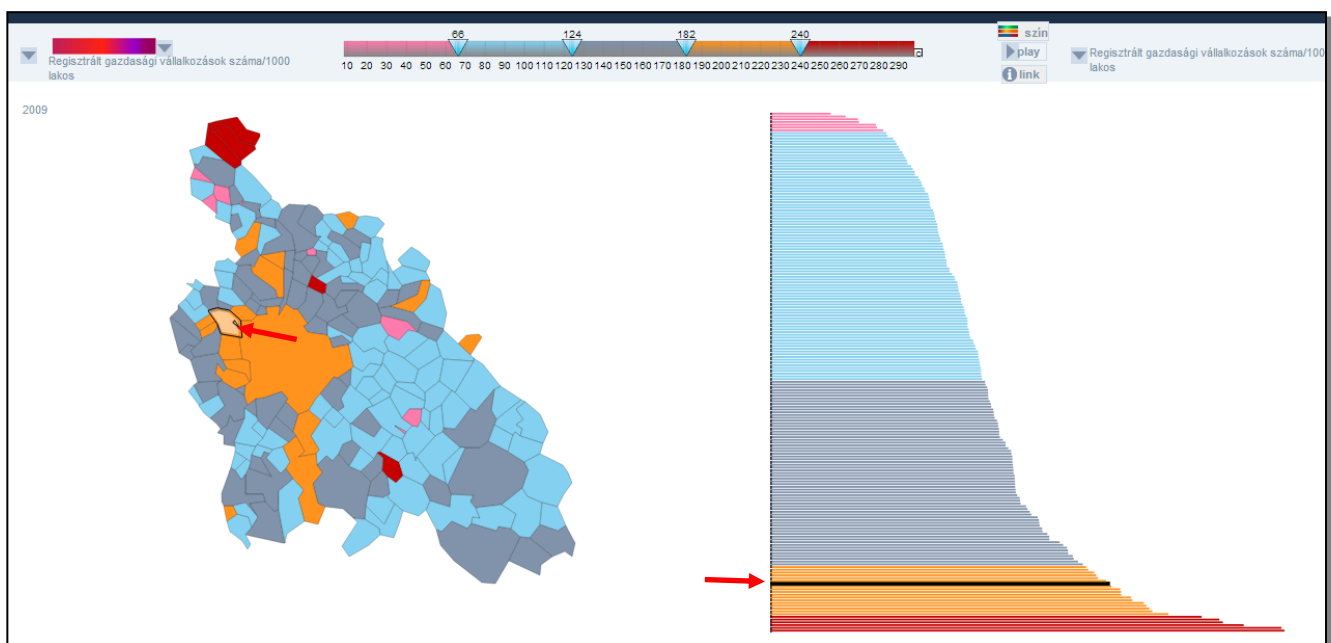 66 124 182 240
szín
play
link
Regisztrált gazdasági vállalkozások száma/1000
lakos
10 20 30 40 50 60 70 80 90 100 110 120 130 140 150 160 170 180 190 200 210 220 230 240 250 260 270 280 290
Regisztrált gazdasági vállalkozások száma/100
lakos
2009